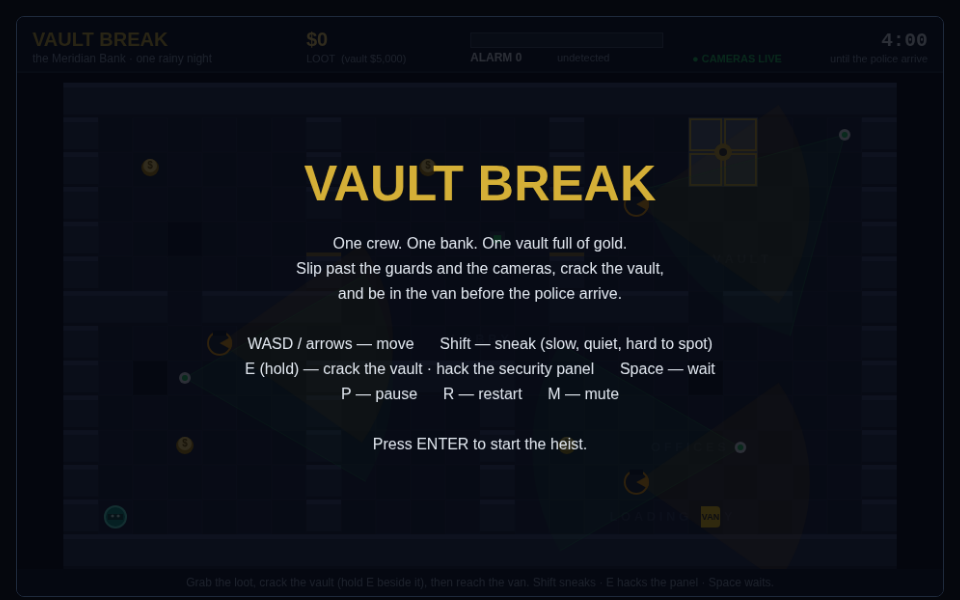 VAULT BREAK
$0
4:00
the Meridian Bank · one rainy night
LOOT (vault $5,000)
ALARM 0
undetected
● CAMERAS LIVE
until the police arrive
VAULT BREAK
One crew. One bank. One vault full of gold.
Slip past the guards and the cameras, crack the vault,
and be in the van before the police arrive.
WASD / arrows — move Shift — sneak (slow, quiet, hard to spot)
E (hold) — crack the vault · hack the security panel Space — wait
P — pause R — restart M — mute
Press ENTER to start the heist.
VAN
Grab the loot, crack the vault (hold E beside it), then reach the van. Shift sneaks · E hacks the panel · Space waits.